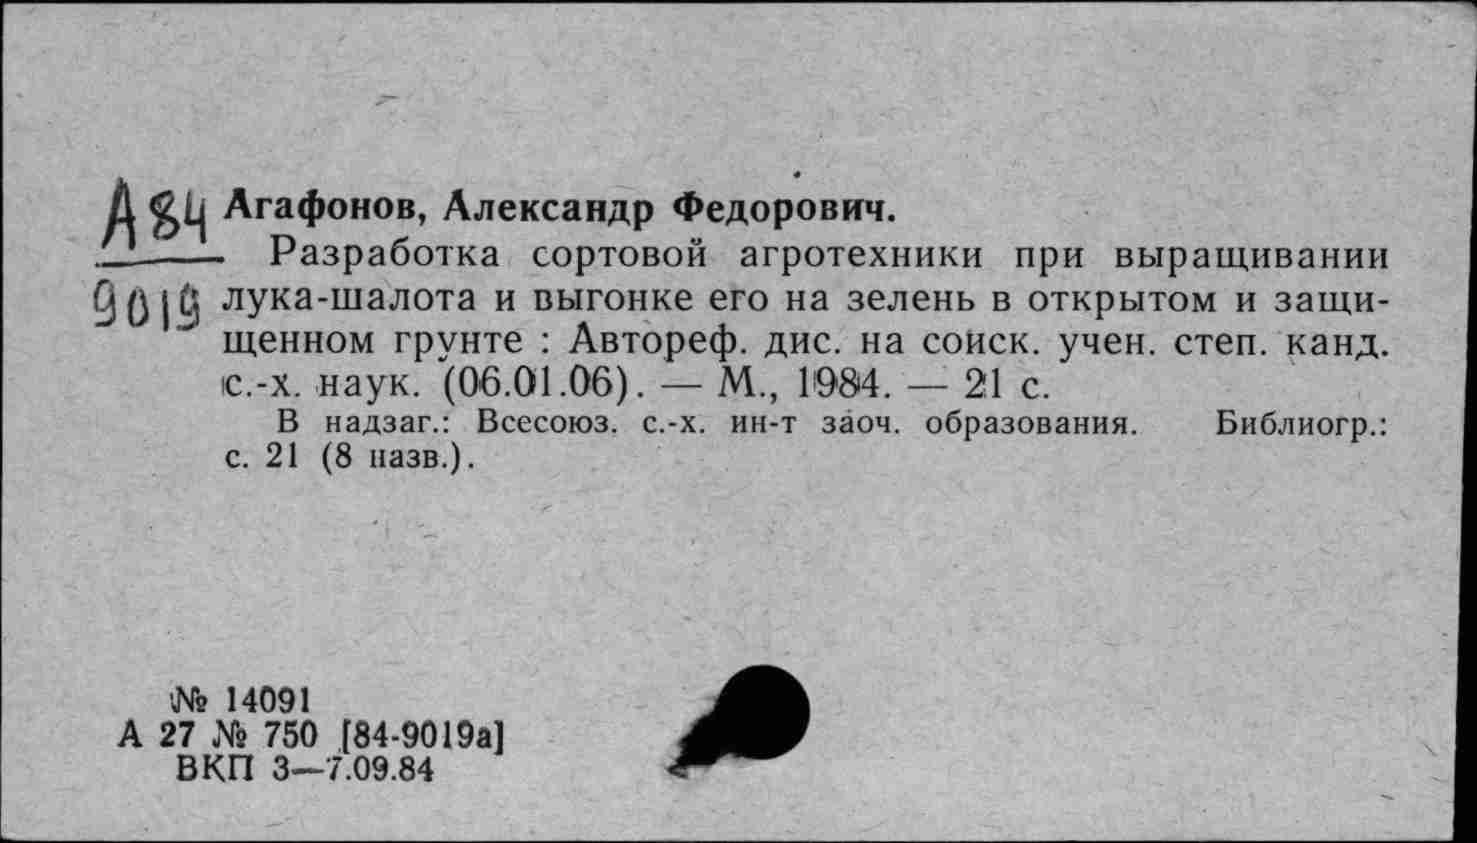 А84 Агафонов, Александр Федорович.
Разработка сортовой агротехники при выращивании
9019 лука-шалота и выгонке его на зелень в открытом и защи-
щенном грунте : Автореф. дис. на соиск. учен. степ. канд.
с.-х. наук. (06.01.06). — М., 1984. — 21 с.
В надзаг.: Всесоюз. с.-х. ин-т заоч. образования. Библиогр.:
с. 21 (8 назв.).
№ 14091
А 27 № 750 [84-9019а]
ВКП 3—7.09.84